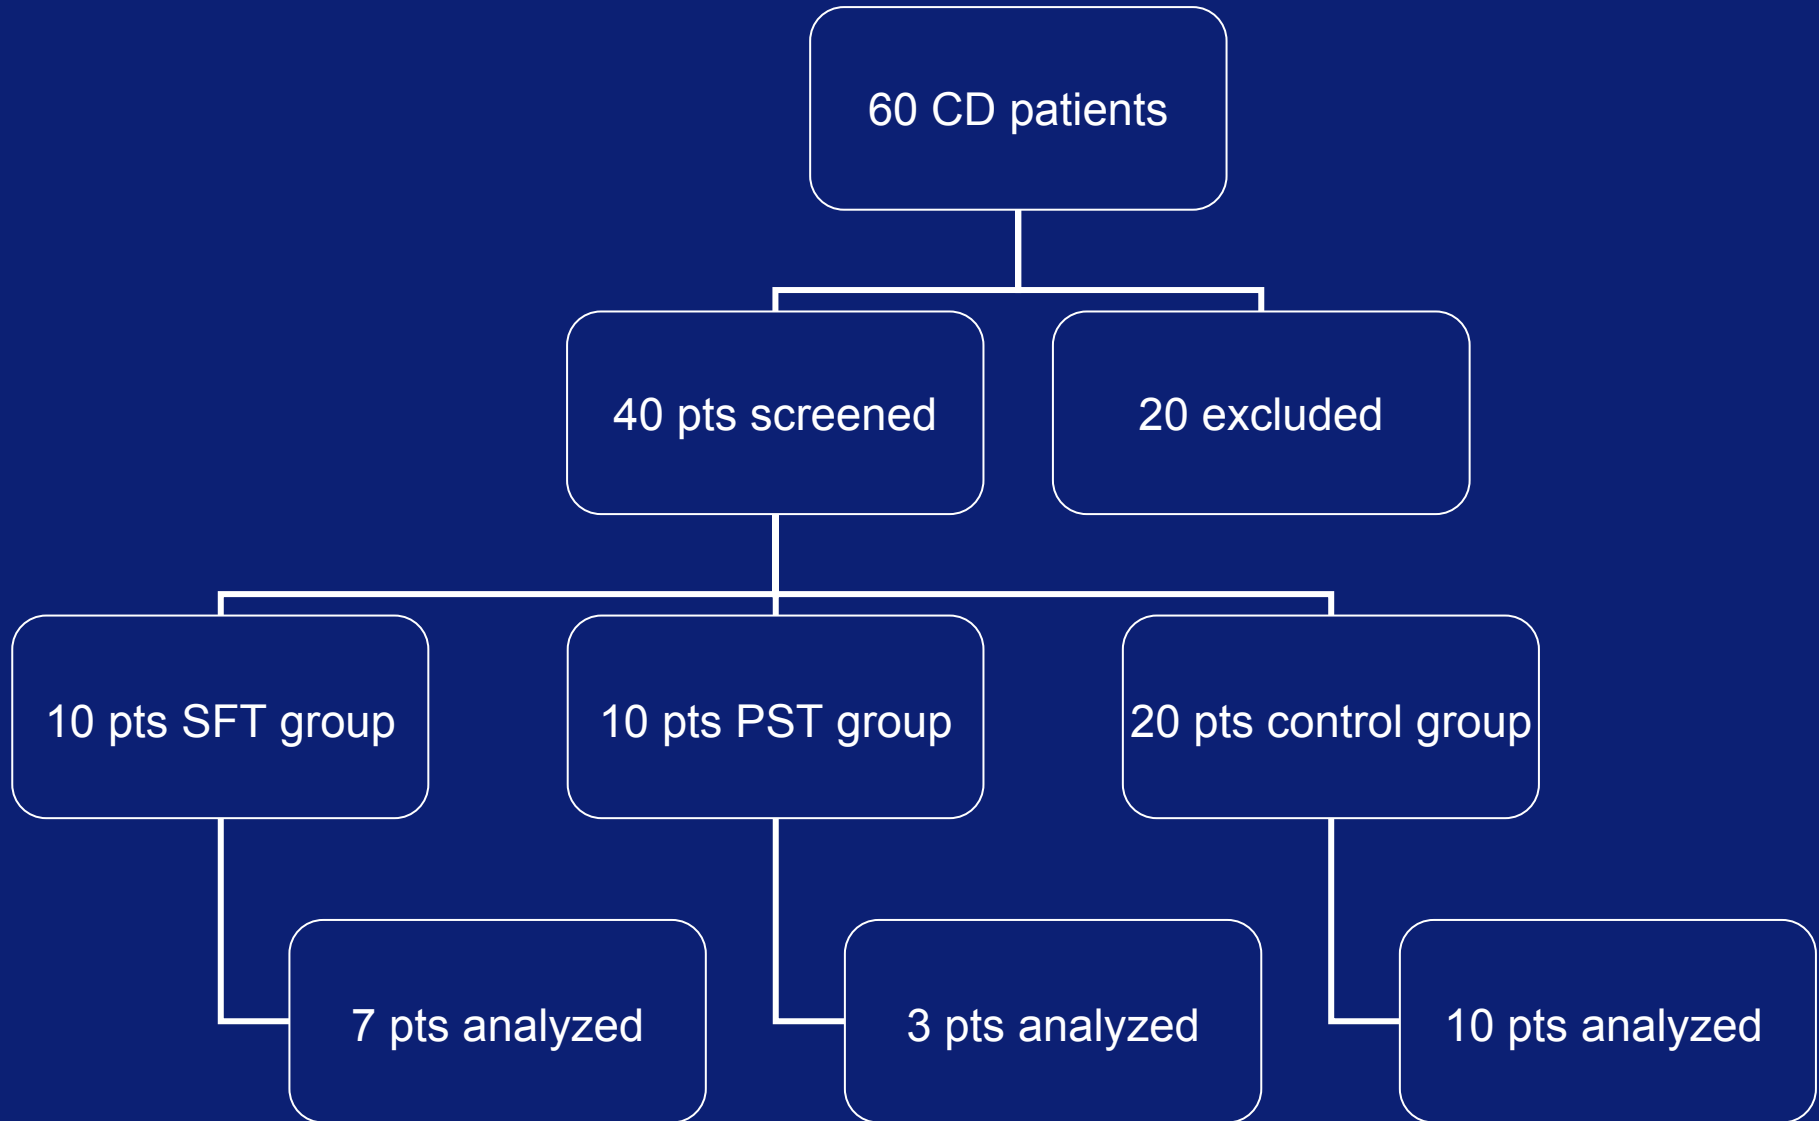 60 CD patients
40 pts screened
20 excluded
10 pts SFT group
10 pts PST group
20 pts control group
7 pts analyzed
3 pts analyzed
10 pts analyzed